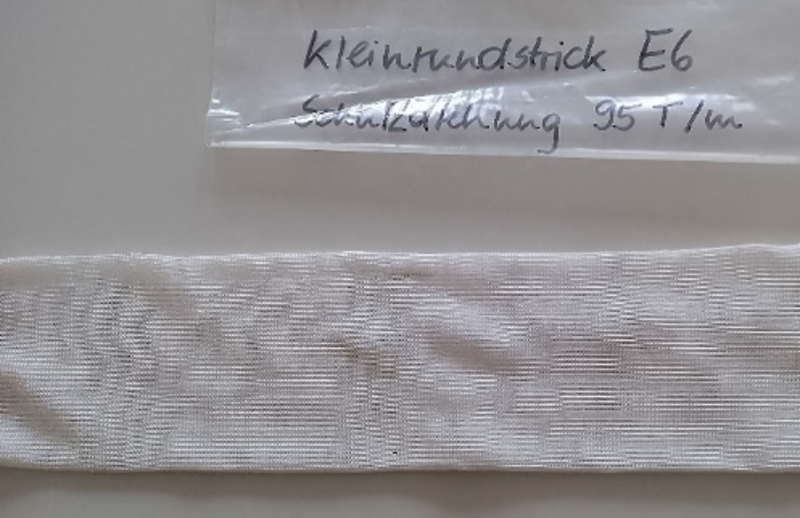 Kleinrundstrick E6
Schutzdrehung 95 T/m